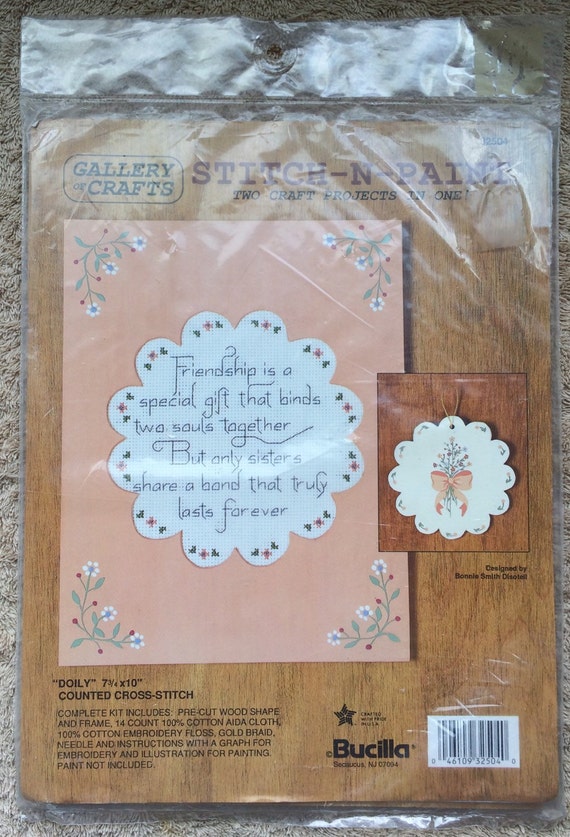 32504
GALLERY
OF
CRAFTS
STITCH-N-PAINT
TWO CRAFT PROJECTS IN ONE!
Friendship is a
special gift that binds
two souls together
But only sisters
share a bond that truly
lasts forever
Designed by
Bonnie Smith Disotell
"DOILY" 7¾ x10"
COUNTED CROSS-STITCH
COMPLETE KIT INCLUDES: PRE-CUT WOOD SHAPE
AND FRAME, 14 COUNT 100% COTTON AIDA CLOTH,
100% COTTON EMBROIDERY FLOSS, GOLD BRAID,
NEEDLE AND INSTRUCTIONS WITH A GRAPH FOR
EMBROIDERY AND ILLUSTRATION FOR PAINTING.
PAINT NOT INCLUDED.
CRAFTED
WITH PRIDE
IN U.S.A.
©Bucilla®
Secaucus, NJ 07094
0 46109 32504 0